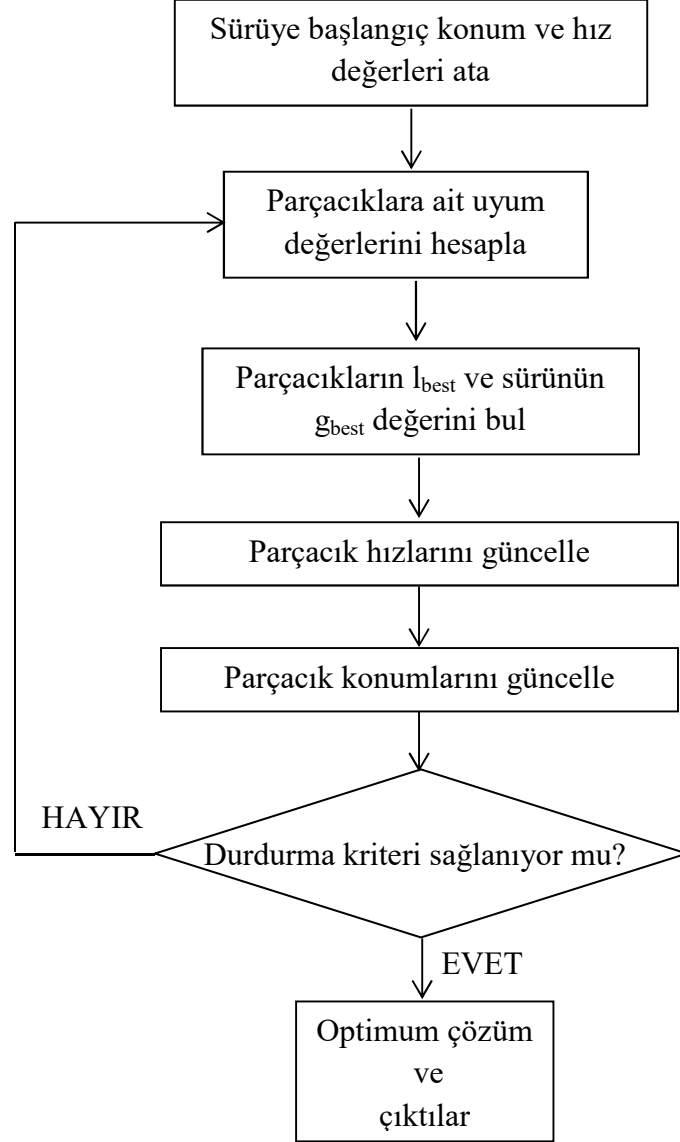 Sürüye başlangıç konum ve hız
değerleri ata
Parçacıklara ait uyum
değerlerini hesapla
Parçacıkların lbest ve sürünün
gbest değerini bul
Parçacık hızlarını güncelle
Parçacık konumlarını güncelle
HAYIR
Durdurma kriteri sağlanıyor mu?
EVET
Optimum çözüm
ve
çıktılar